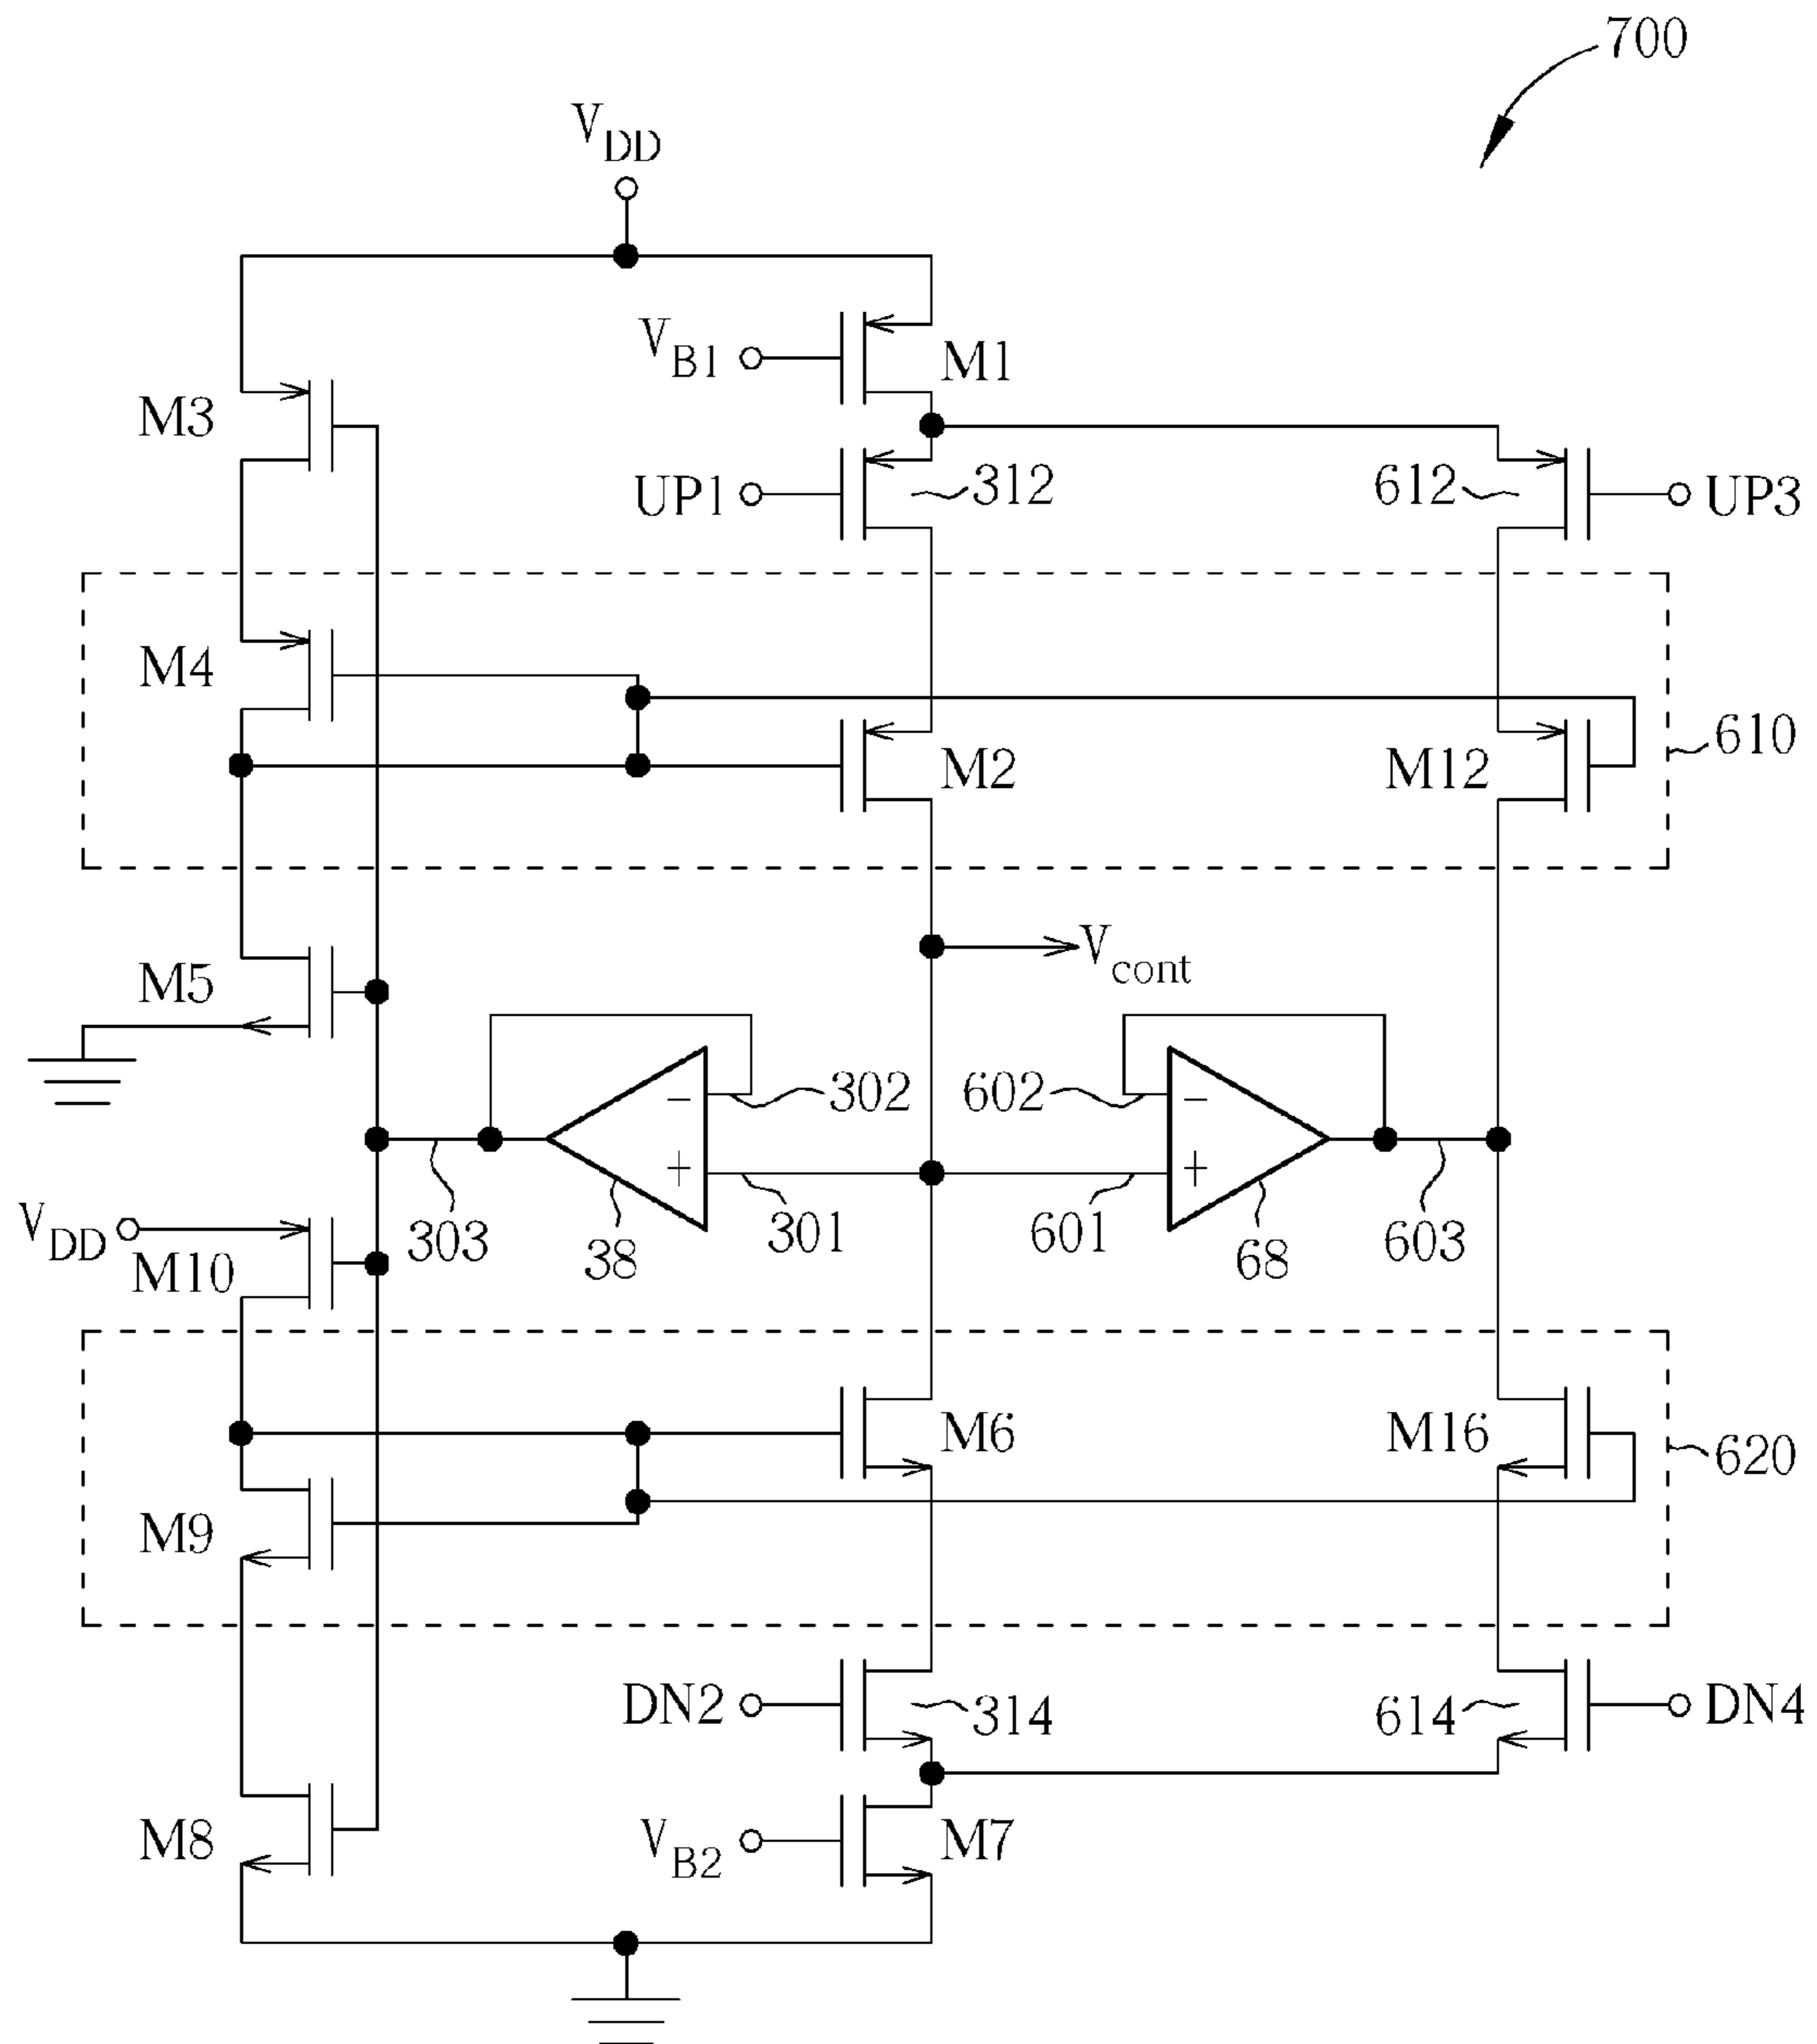 700
VDD
VB1
M1
M3
UP1
312
612
UP3
M4
M2
M12
610
Vcont
M5
−
302
602
−
+
+
VDD
M10
303
38
301
601
68
603
M6
M16
620
M9
DN2
314
614
DN4
M8
VB2
M7